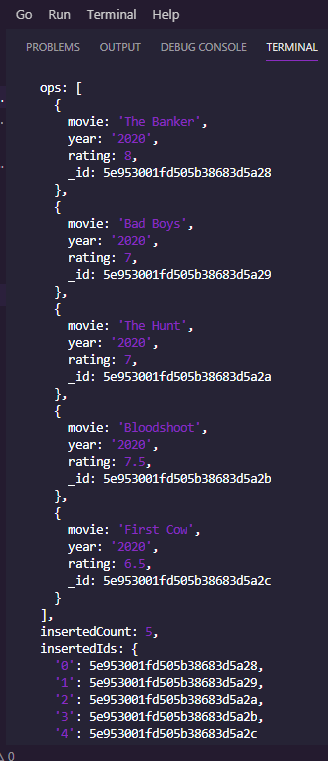 Go Run Terminal Help
PROBLEMS OUTPUT DEBUG CONSOLE TERMINAL
ops: [
{
movie: 'The Banker',
year: '2020',
rating: 8,
_id: 5e953001fd505b38683d5a28
},
{
movie: 'Bad Boys',
year: '2020',
rating: 7,
_id: 5e953001fd505b38683d5a29
},
{
movie: 'The Hunt',
year: '2020',
rating: 7,
_id: 5e953001fd505b38683d5a2a
},
{
movie: 'Bloodshoot',
year: '2020',
rating: 7.5,
_id: 5e953001fd505b38683d5a2b
},
{
movie: 'First Cow',
year: '2020',
rating: 6.5,
_id: 5e953001fd505b38683d5a2c
}
],
insertedCount: 5,
insertedIds: {
'0': 5e953001fd505b38683d5a28,
'1': 5e953001fd505b38683d5a29,
'2': 5e953001fd505b38683d5a2a,
'3': 5e953001fd505b38683d5a2b,
'4': 5e953001fd505b38683d5a2c
0